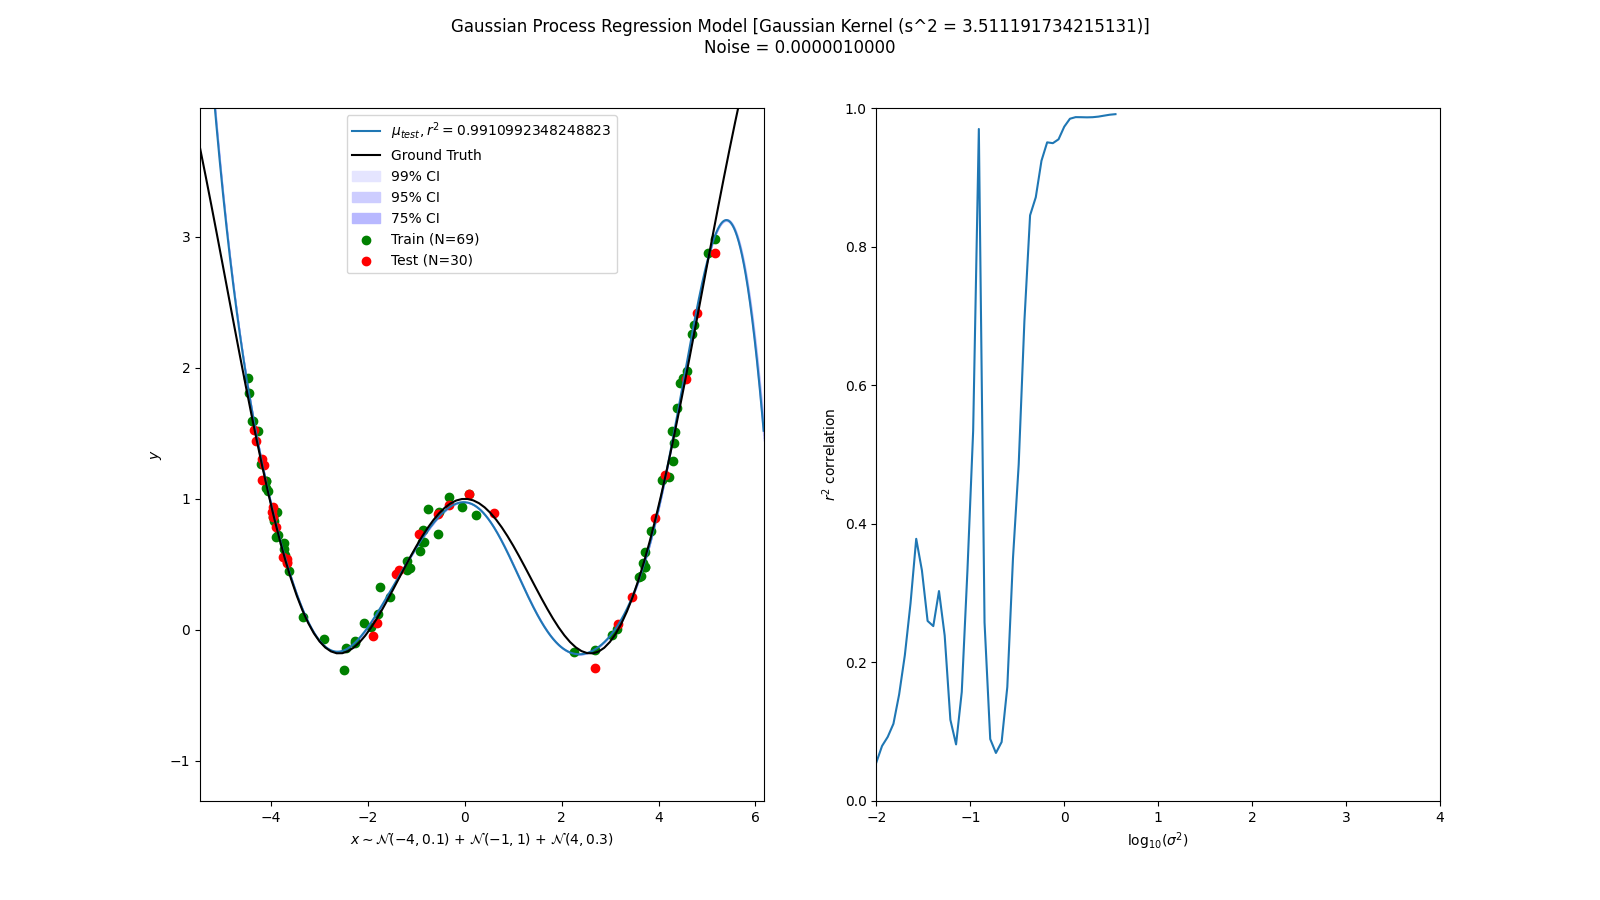 Gaussian Process Regression Model [Gaussian Kernel (s^2 = 3.511191734215131)]
Noise = 0.0000010000
μ_test, r² = 0.9910992348248823
Ground Truth
99% CI
95% CI
75% CI
Train (N=69)
Test (N=30)
3
2
1
0
−1
y
−4 −2 0 2 4 6
x ∼ 𝒩(−4, 0.1) + 𝒩(−1, 1) + 𝒩(4, 0.3)
1.0
0.8
0.6
0.4
0.2
0.0
r² correlation
−2 −1 0 1 2 3 4
log₁₀(σ²)